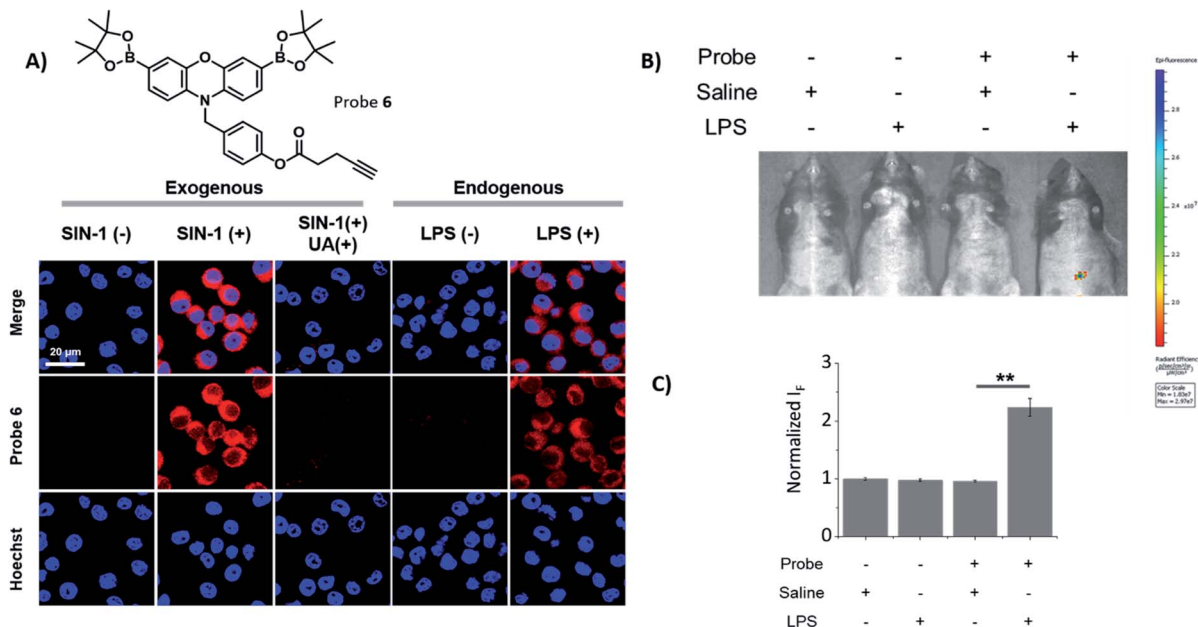 A)
O O B O B O O
N
Probe 6
O
O
Exogenous Endogenous
SIN-1 (-) SIN-1 (+) SIN-1(+) UA(+) LPS (-) LPS (+)
Merge
20 µm
Probe 6
Hoechst
B)
Probe - - + +
Saline + - + -
LPS - + - +
Epi-fluorescence
2.8
2.6
2.4 x10⁷
2.2
2.0
Radiant Efficiency
Color Scale
Min = 1.83e7
Max = 2.97e7
C)
Normalized IF
3
2
1
0
**
Probe - - + +
Saline + - + -
LPS - + - +